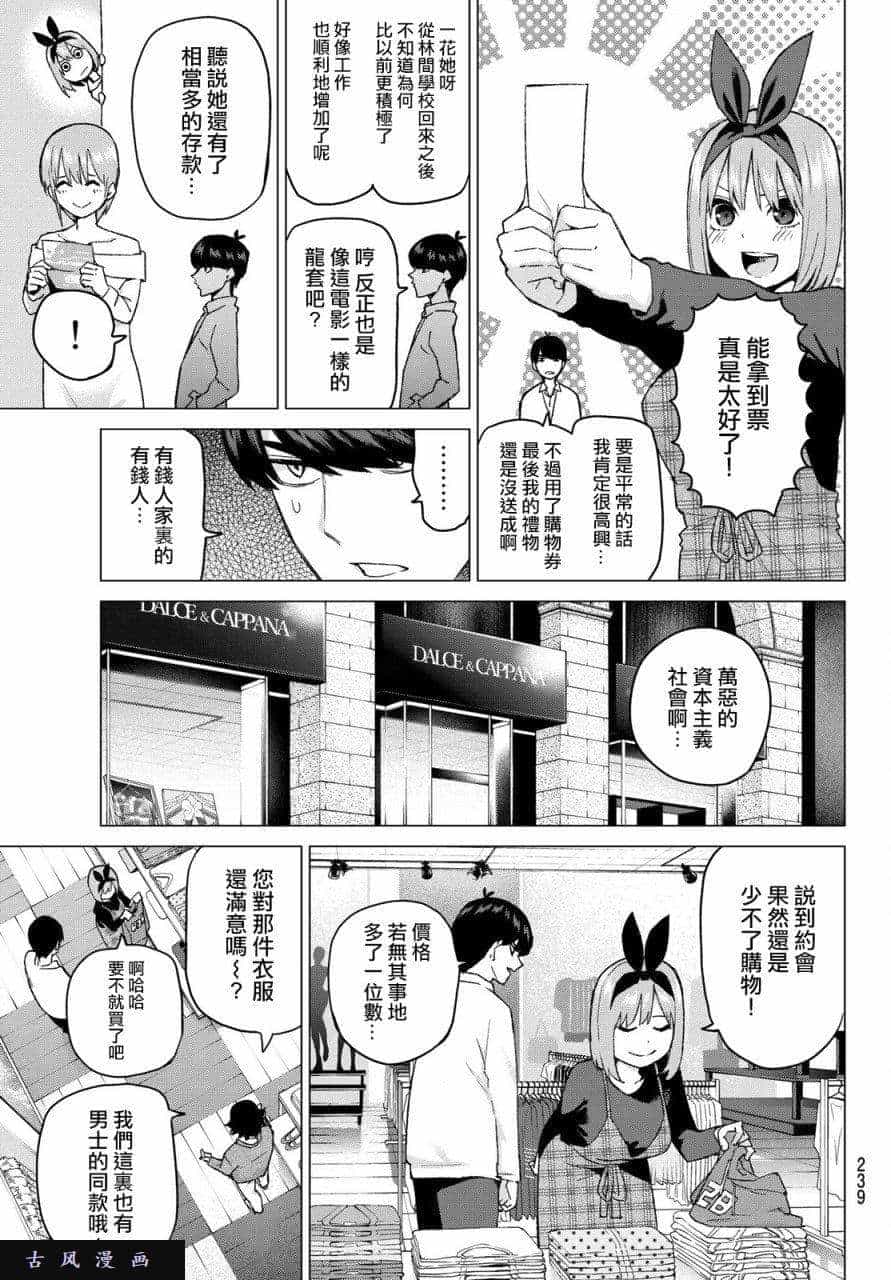 能拿到票
真是太好了！
要是平常的話
我肯定很高興…
不過用了購物券
最後我的禮物
還是沒送成啊
一花她呀
從林間學校回來之後
不知道為何
比以前更積極了
好像工作
也順利地增加了呢
哼 反正也是
像這電影一樣的
龍套吧？
聽說她還有了
相當多的存款…
！
………
有錢人家裏的
有錢人…
DALCE & CAPPANA
DALCE & CAPPANA
萬惡的
資本主義
社會啊…
說到約會
果然還是
少不了購物！
價格
若無其事地
多了一位數…
28
您對那件衣服
還滿意嗎～？
啊哈哈
要不就買了吧
我們這裏也有
男士的同款哦
239
古风漫画